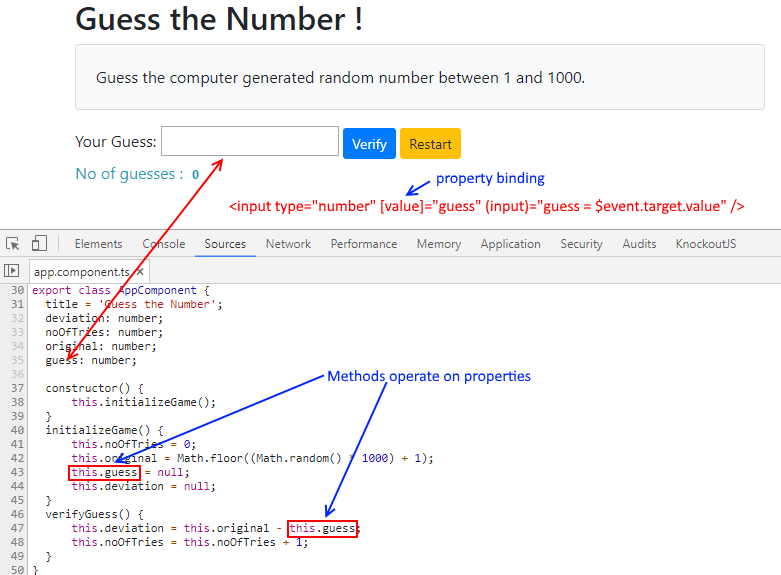 Guess the Number !
Guess the computer generated random number between 1 and 1000.
Your Guess: Verify Restart
No of guesses : 0
property binding
<input type="number" [value]="guess" (input)="guess = $event.target.value" />
Elements Console Sources Network Performance Memory Application Security Audits KnockoutJS
app.component.ts ×
30 export class AppComponent {
31 title = 'Guess the Number';
32 deviation: number;
33 noOfTries: number;
34 original: number;
35 guess: number;
36
Methods operate on properties
37 constructor() {
38 this.initializeGame();
39 }
40 initializeGame() {
41 this.noOfTries = 0;
42 this.original = Math.floor((Math.random() * 1000) + 1);
43 this.guess = null;
44 this.deviation = null;
45 }
46 verifyGuess() {
47 this.deviation = this.original - this.guess;
48 this.noOfTries = this.noOfTries + 1;
49 }
50 }